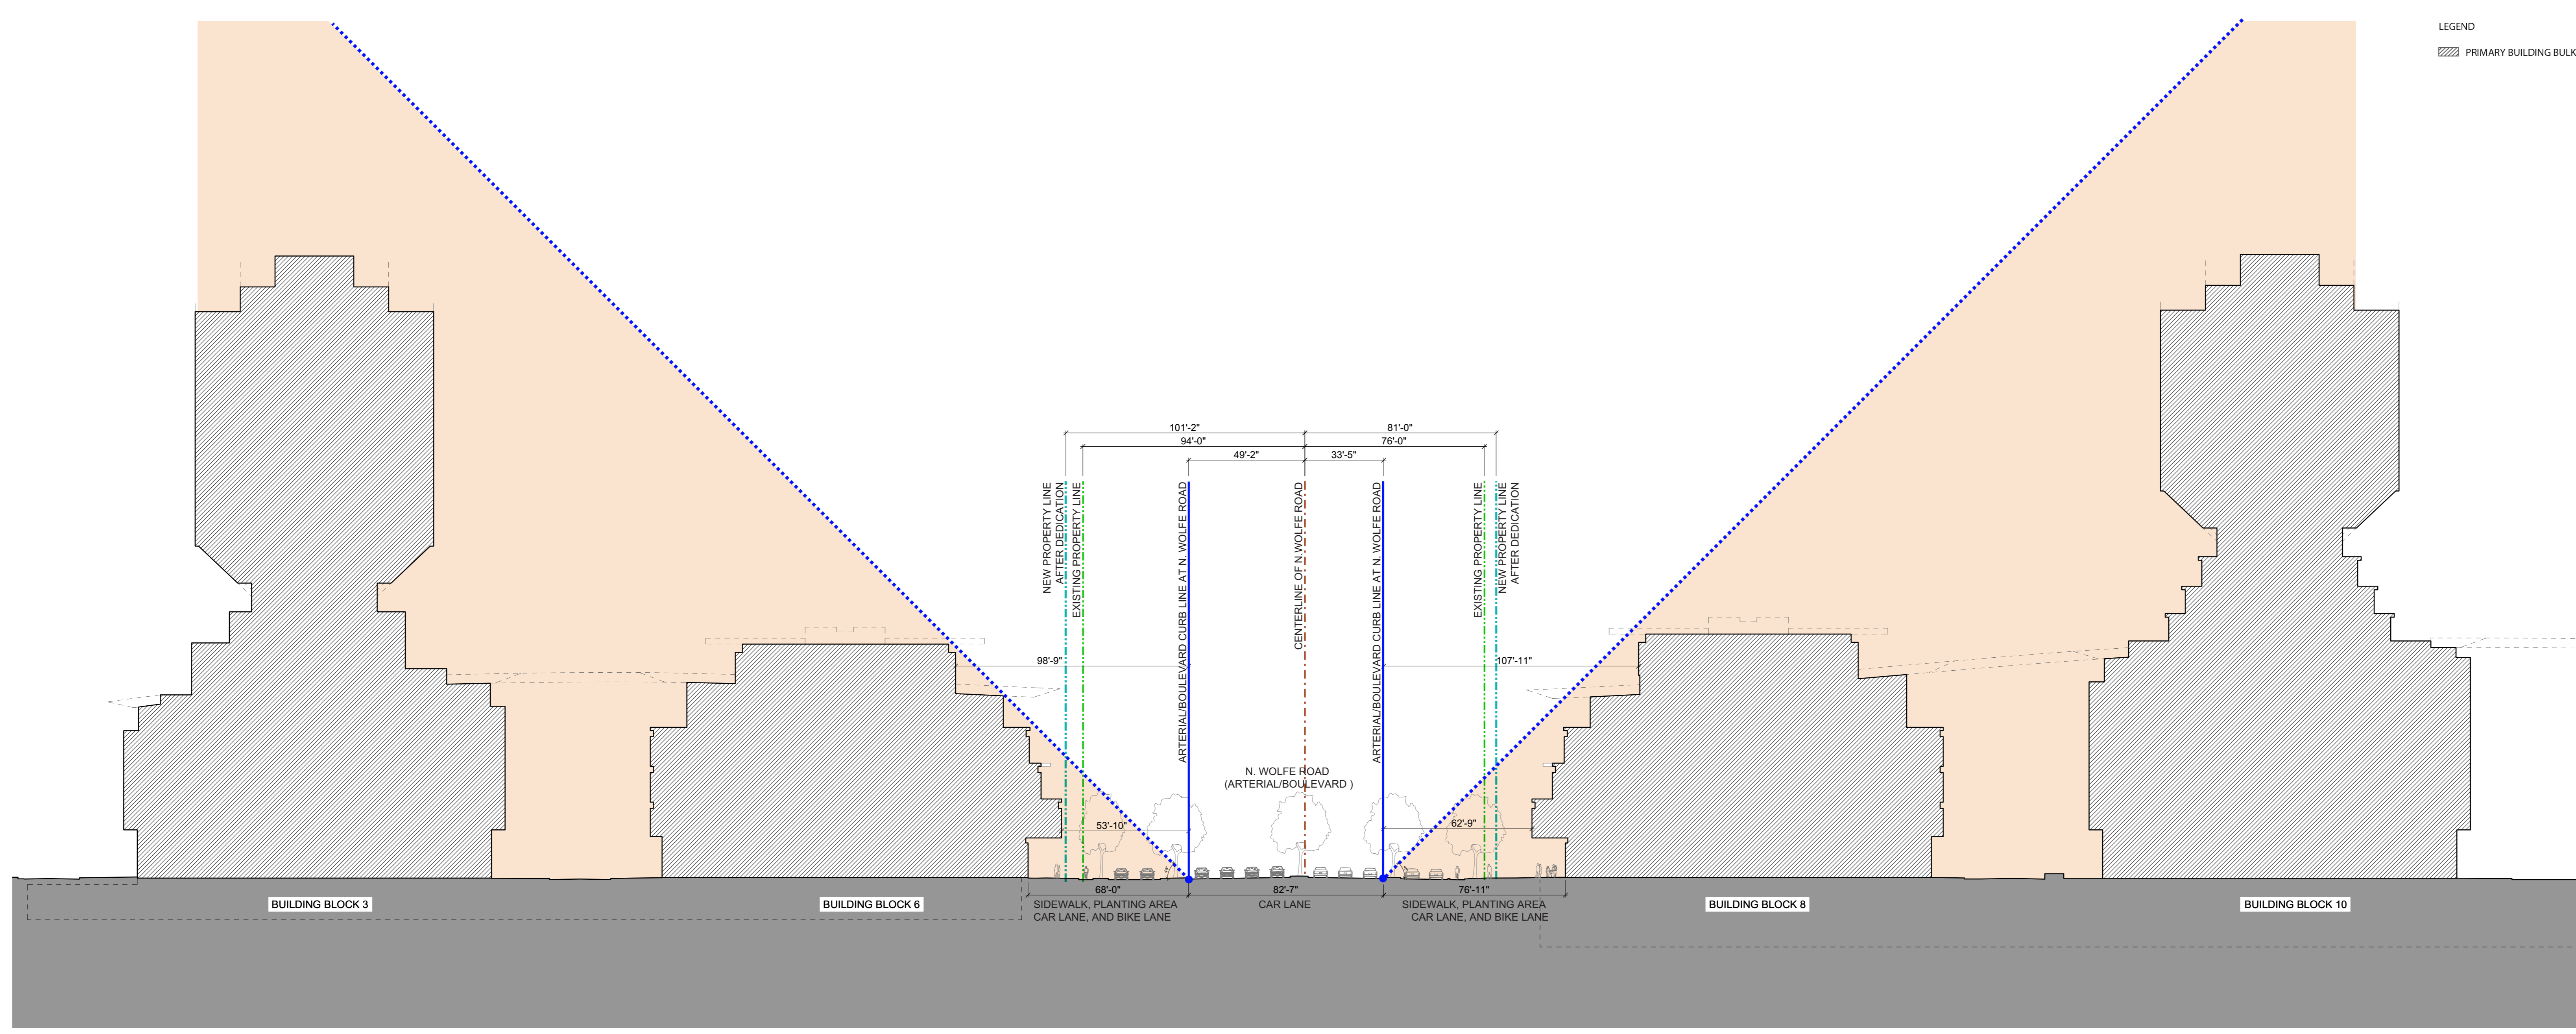 LEGEND
PRIMARY BUILDING BULK
101'-2"
81'-0"
94'-0"
76'-0"
49'-2"
33'-5"
NEW PROPERTY LINE
AFTER DEDICATION
EXISTING PROPERTY LINE
ARTERIAL/BOULEVARD CURB LINE AT N. WOLFE ROAD
CENTERLINE OF N.WOLFE ROAD
ARTERIAL/BOULEVARD CURB LINE AT N. WOLFE ROAD
EXISTING PROPERTY LINE
NEW PROPERTY LINE
AFTER DEDICATION
98'-9"
107'-11"
N. WOLFE ROAD
(ARTERIAL/BOULEVARD )
53'-10"
62'-9"
68'-0"
82'-7"
76'-11"
BUILDING BLOCK 3
BUILDING BLOCK 6
SIDEWALK, PLANTING AREA
CAR LANE, AND BIKE LANE
CAR LANE
SIDEWALK, PLANTING AREA
CAR LANE, AND BIKE LANE
BUILDING BLOCK 8
BUILDING BLOCK 10